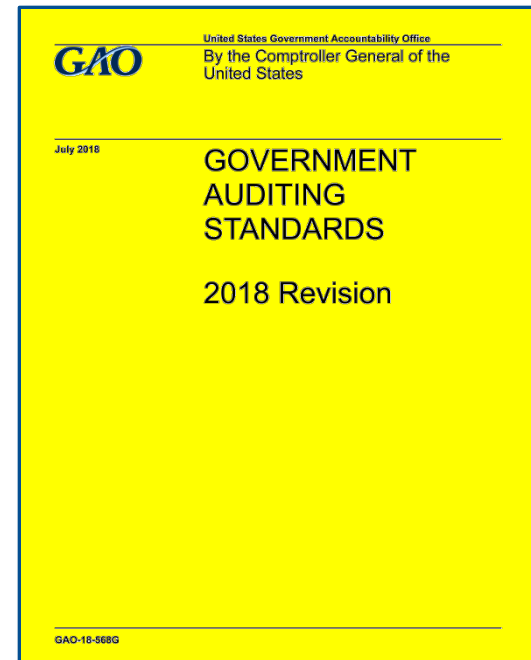 United States Government Accountability Office
GAO
By the Comptroller General of the
United States
July 2018
GOVERNMENT
AUDITING
STANDARDS
2018 Revision
GAO-18-568G